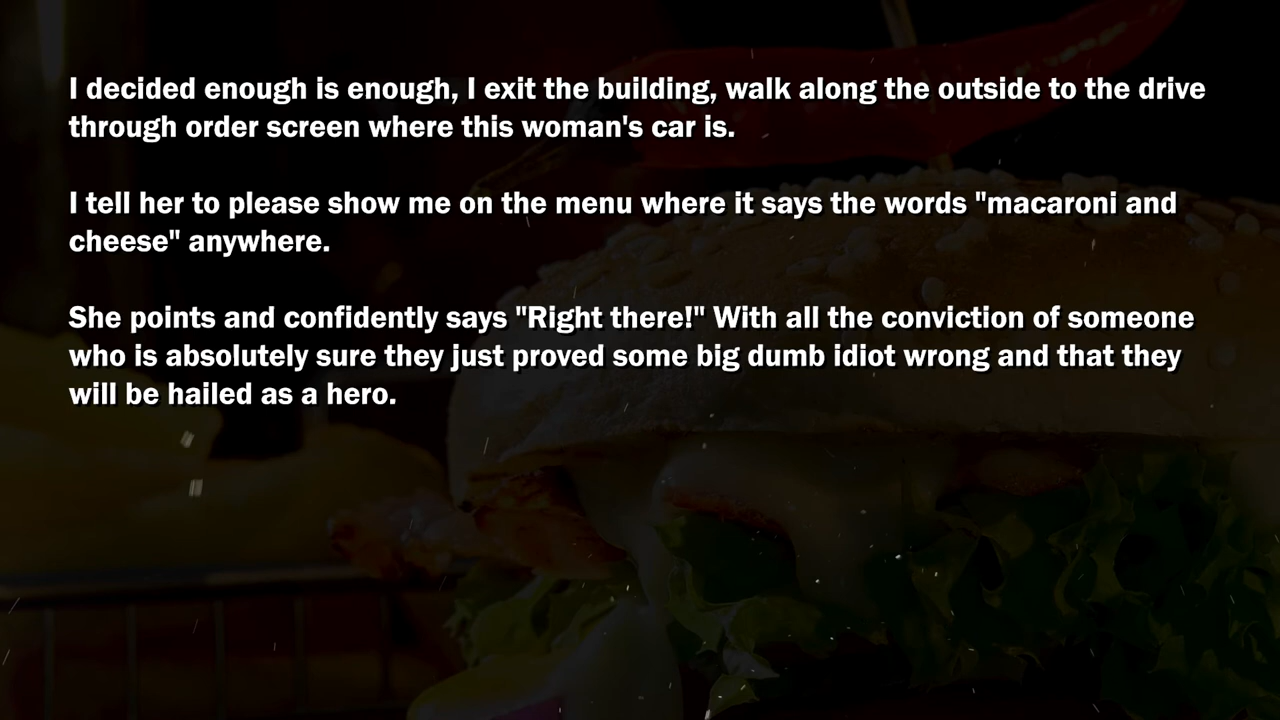 I decided enough is enough, I exit the building, walk along the outside to the drive
through order screen where this woman's car is.
I tell her to please show me on the menu where it says the words "macaroni and
cheese" anywhere.
She points and confidently says "Right there!" With all the conviction of someone
who is absolutely sure they just proved some big dumb idiot wrong and that they
will be hailed as a hero.